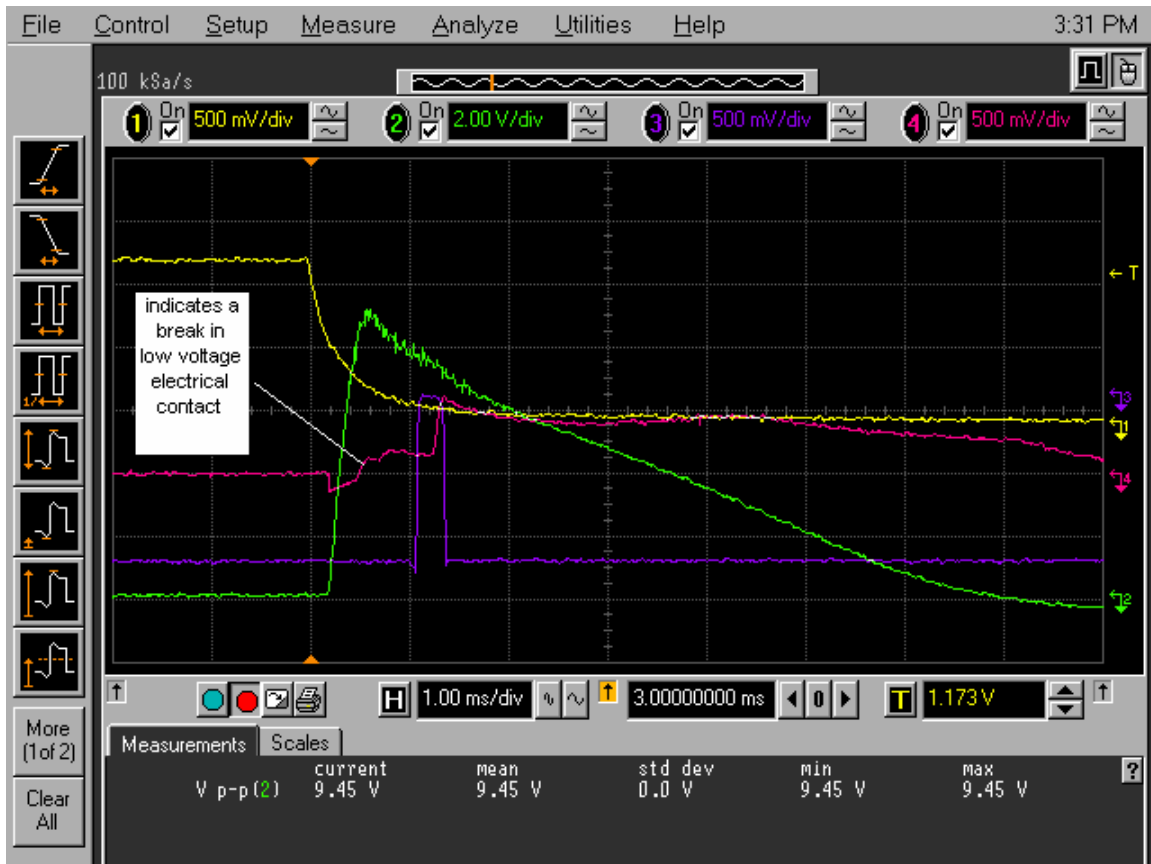 File Control Setup Measure Analyze Utilities Help 3:31 PM
100 kSa/s
1 On 500 mV/div 2 On 2.00 V/div 3 On 500 mV/div 4 On 500 mV/div
T
indicates a
break in
low voltage
electrical
contact
3
1
4
2
1/
H 1.00 ms/div 3.00000000 ms 0 T 1.173 V
More
(1of 2)
Clear
All
Measurements Scales
current mean std dev min max ?
V p-p(2) 9.45 V 9.45 V 0.0 V 9.45 V 9.45 V